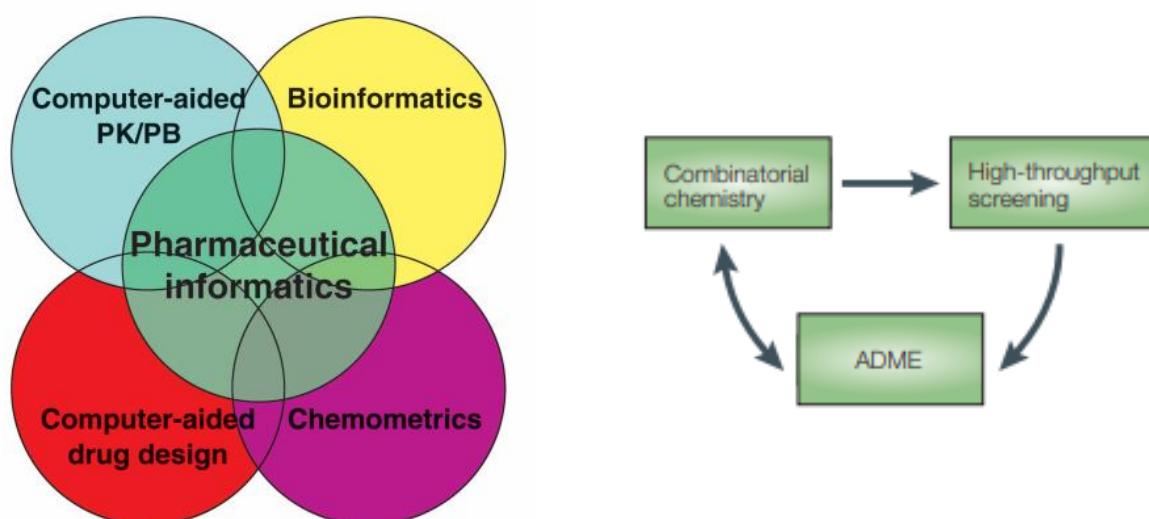 Computer-aided
PK/PB
Bioinformatics
Pharmaceutical
informatics
Computer-aided
drug design
Chemometrics
Combinatorial
chemistry
High-throughput
screening
ADME